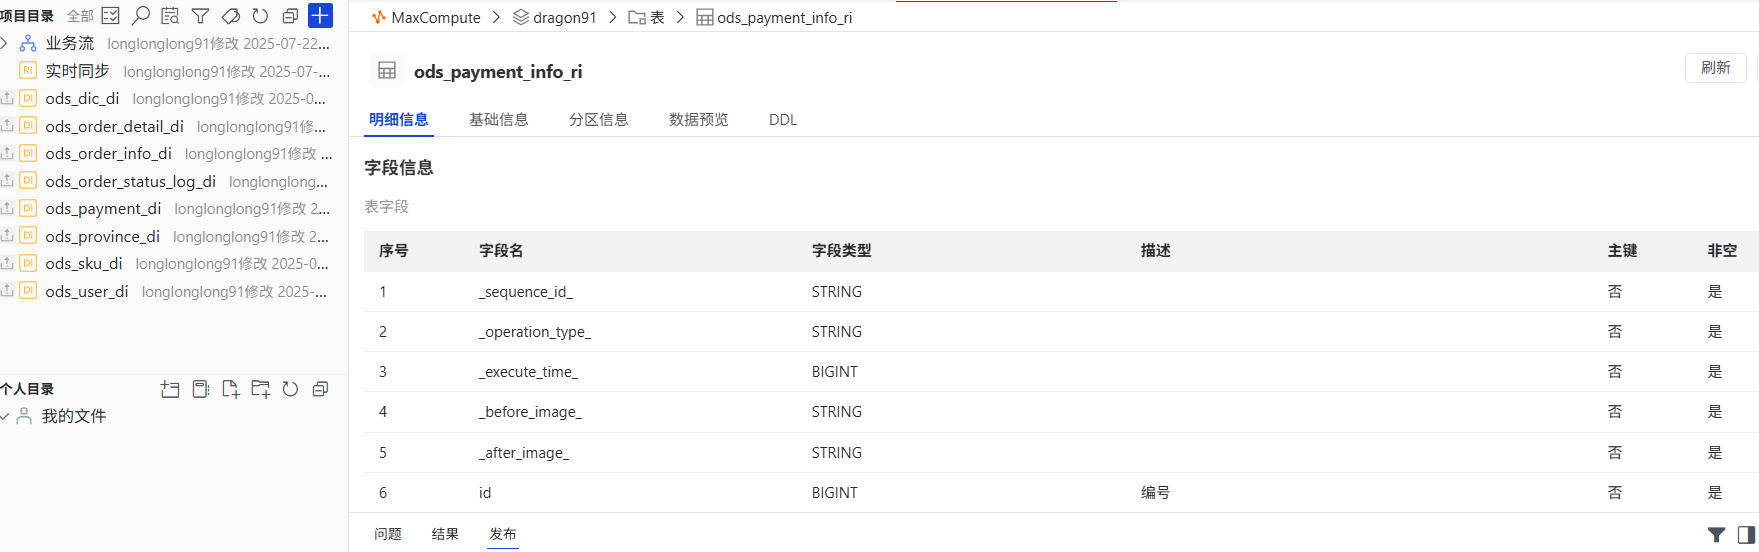 项目目录 全部
业务流 longlonglong91修改 2025-07-22...
Ri 实时同步 longlonglong91修改 2025-07-...
DI ods_dic_di longlonglong91修改 2025-0...
DI ods_order_detail_di longlonglong91修...
DI ods_order_info_di longlonglong91修改 ...
DI ods_order_status_log_di longlonglong...
DI ods_payment_di longlonglong91修改 2...
DI ods_province_di longlonglong91修改 2...
DI ods_sku_di longlonglong91修改 2025-0...
DI ods_user_di longlonglong91修改 2025-...
个人目录
我的文件
MaxCompute > dragon91 > 表 > ods_payment_info_ri
ods_payment_info_ri 刷新
明细信息 基础信息 分区信息 数据预览 DDL
字段信息
表字段
序号 字段名 字段类型 描述 主键 非空
1 _sequence_id_ STRING 否 是
2 _operation_type_ STRING 否 是
3 _execute_time_ BIGINT 否 是
4 _before_image_ STRING 否 是
5 _after_image_ STRING 否 是
6 id BIGINT 编号 否 是
问题 结果 发布